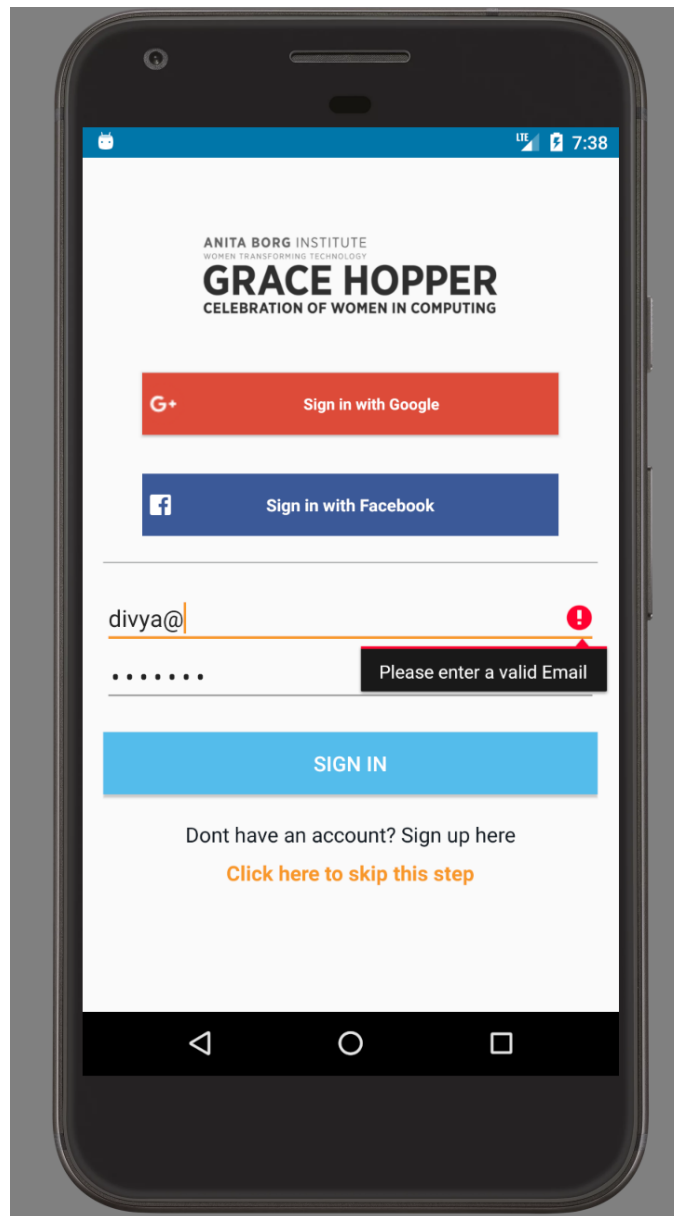 LTE 7:38
ANITA BORG INSTITUTE
WOMEN TRANSFORMING TECHNOLOGY
GRACE HOPPER
CELEBRATION OF WOMEN IN COMPUTING
G+ Sign in with Google
f Sign in with Facebook
divya@
Please enter a valid Email
SIGN IN
Dont have an account? Sign up here
Click here to skip this step